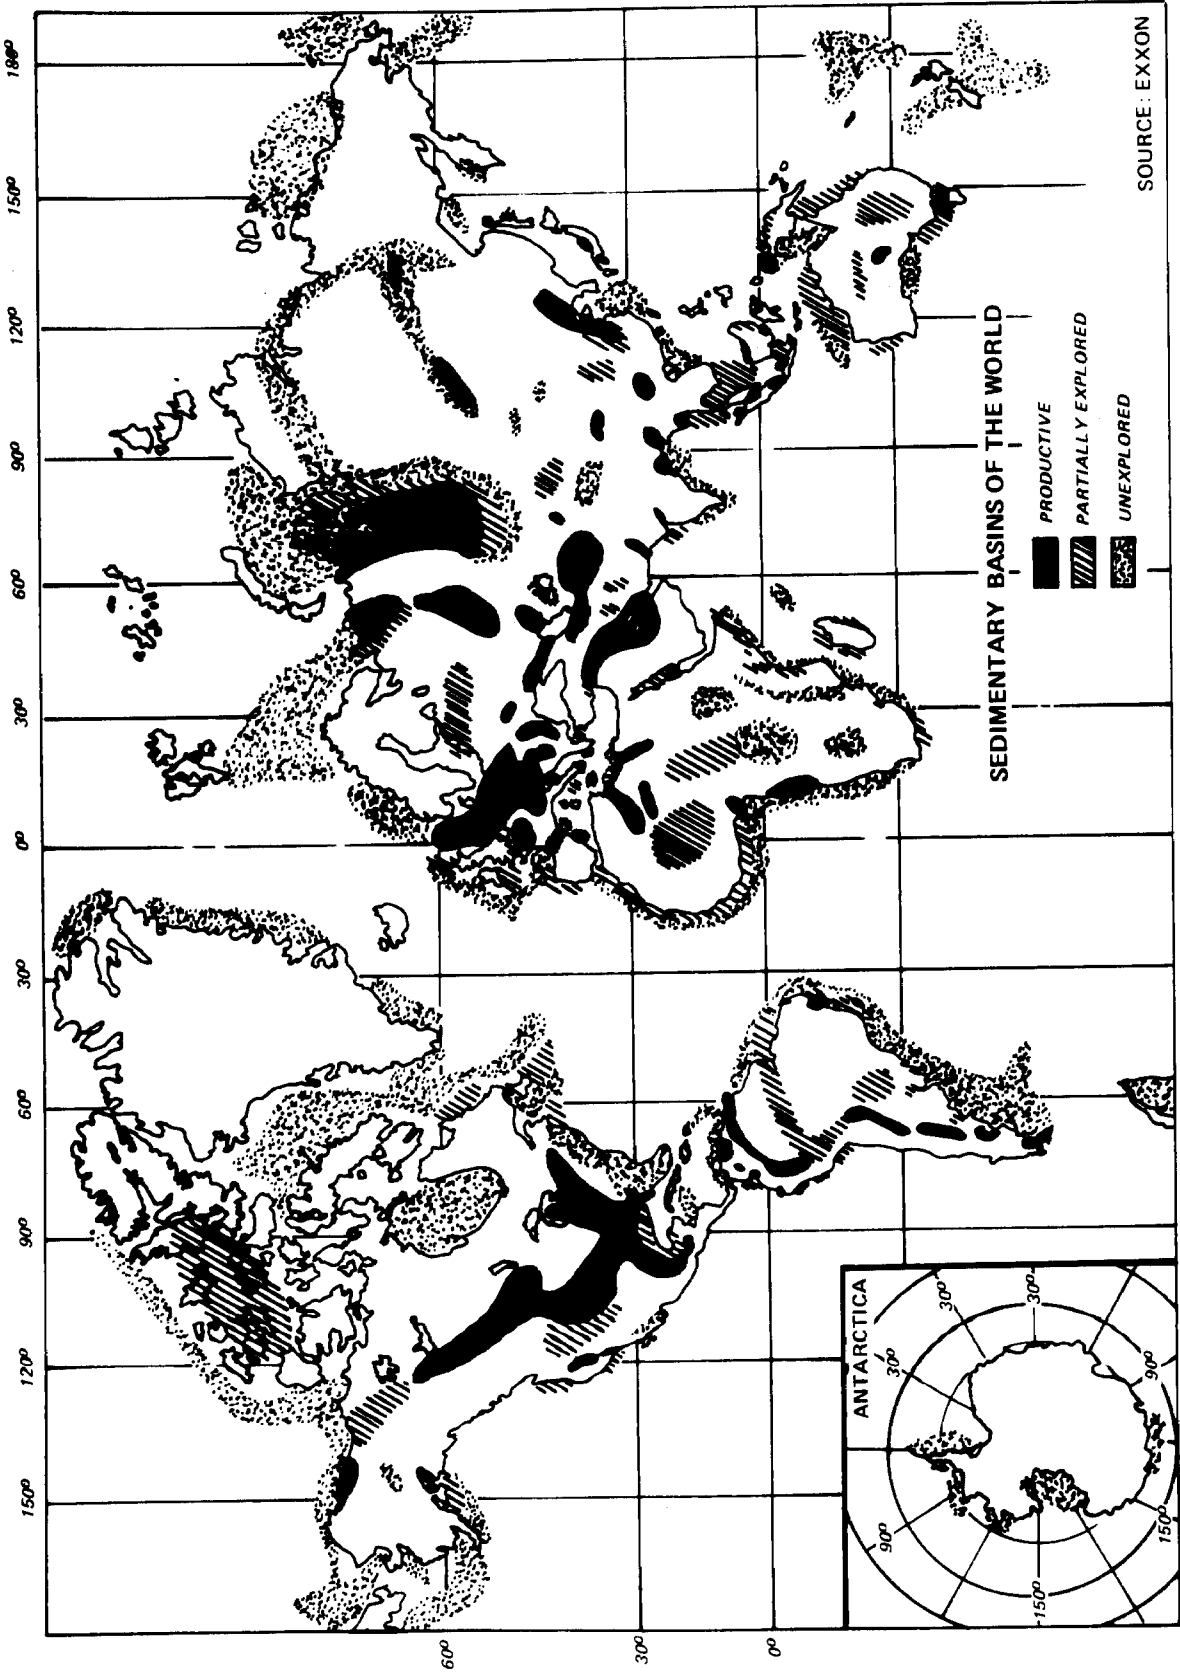 150° 120° 90° 60° 30° 0° 30° 60° 90° 120° 150° 180°
60°
30°
0°
SEDIMENTARY BASINS OF THE WORLD
PRODUCTIVE
PARTIALLY EXPLORED
UNEXPLORED
SOURCE: EXXON
ANTARCTICA
30°
30°
30°
90°
90°
150°
150°